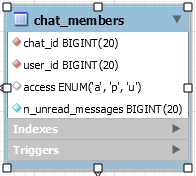 chat_members
chat_id BIGINT(20)
user_id BIGINT(20)
access ENUM('a', 'p', 'u')
n_unread_messages BIGINT(20)
Indexes
Triggers